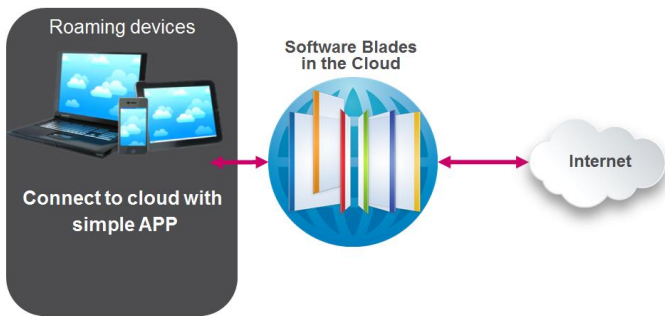 Roaming devices
Connect to cloud with
simple APP
Software Blades
in the Cloud
Internet